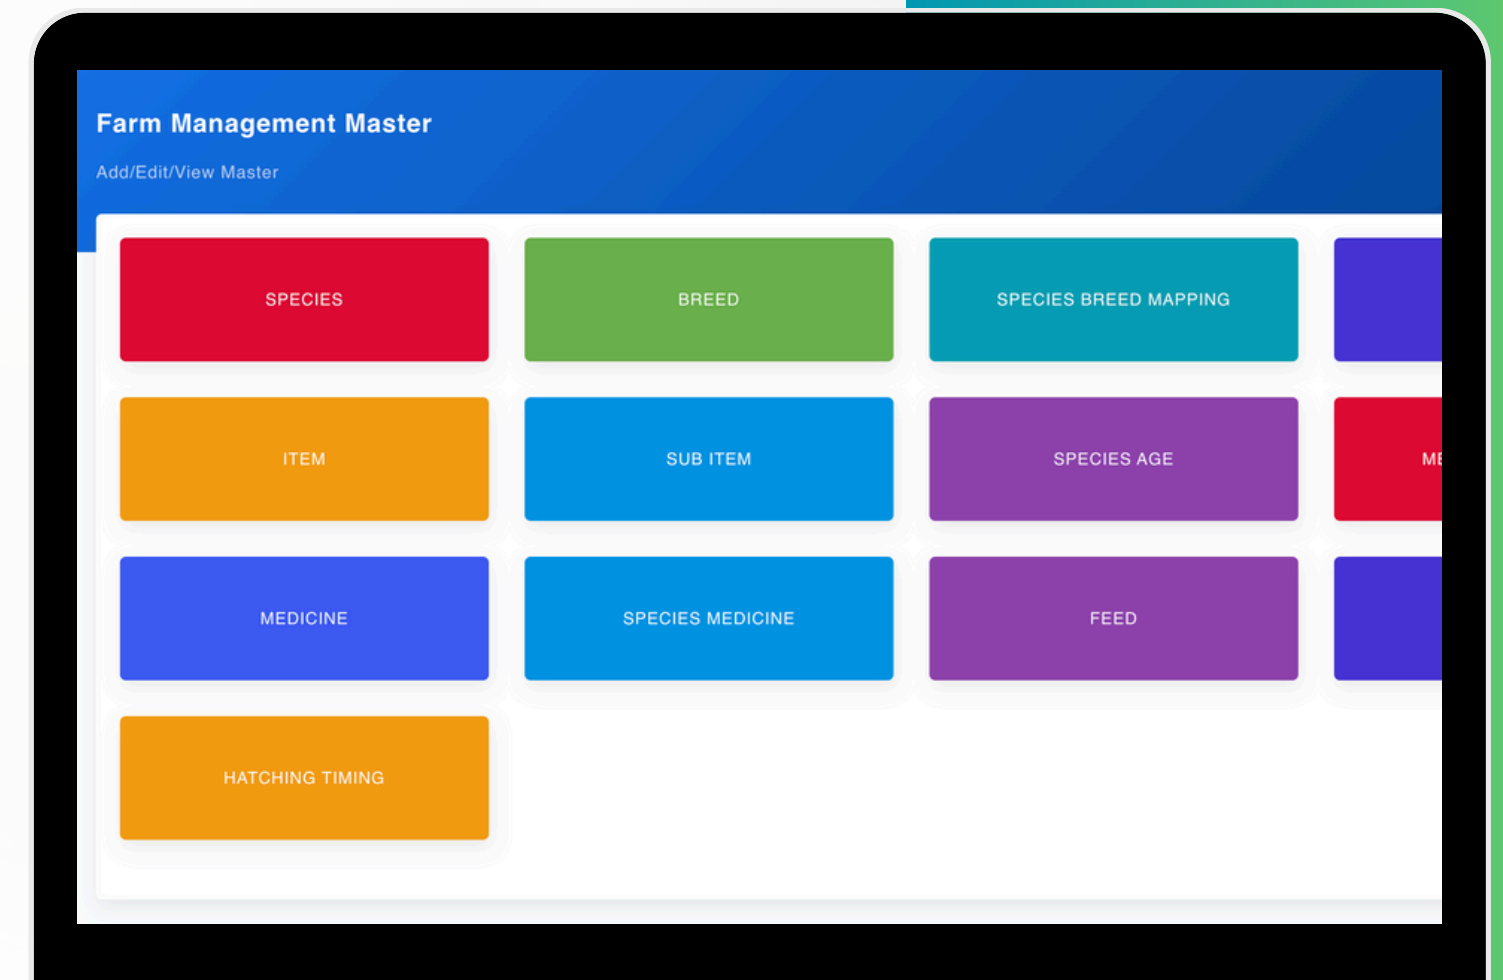 Farm Management Master
Add/Edit/View Master
SPECIES
BREED
SPECIES BREED MAPPING
ITEM
SUB ITEM
SPECIES AGE
MEDICINE
SPECIES MEDICINE
FEED
HATCHING TIMING